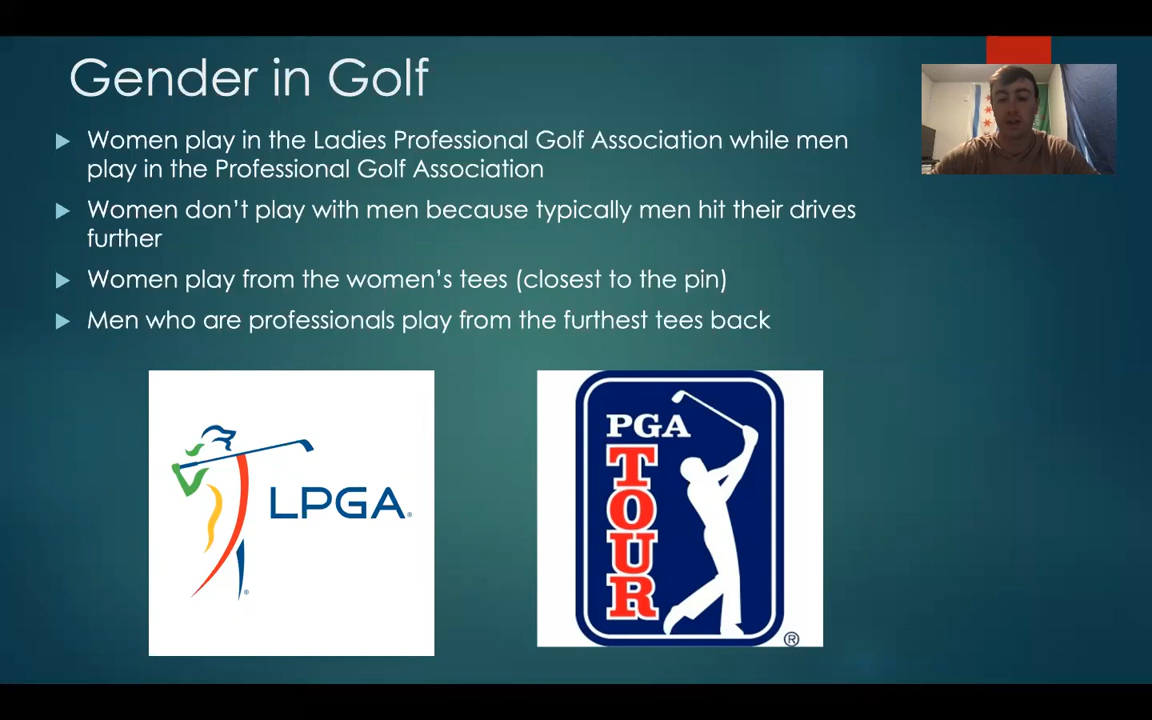 Gender in Golf
Women play in the Ladies Professional Golf Association while men
play in the Professional Golf Association
Women don't play with men because typically men hit their drives
further
Women play from the women's tees (closest to the pin)
Men who are professionals play from the furthest tees back
LPGA®
®
PGA
TOUR
®